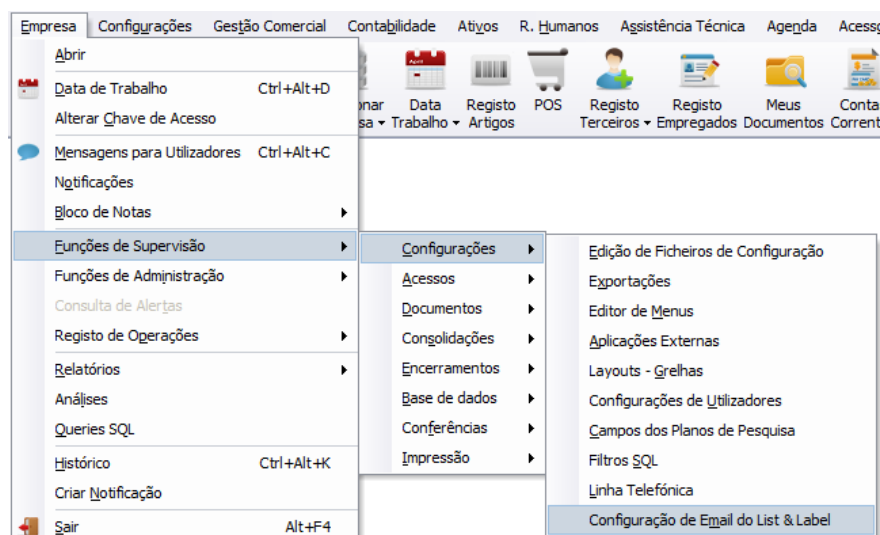 Empresa Configurações Gestão Comercial Contabilidade Ativos R. Humanos Assistência Técnica Agenda
Abrir
Data de Trabalho Ctrl+Alt+D
Alterar Chave de Acesso
Mensagens para Utilizadores Ctrl+Alt+C
Notificações
Bloco de Notas
Funções de Supervisão
Funções de Administração
Consulta de Alertas
Registo de Operações
Relatórios
Análises
Queries SQL
Histórico Ctrl+Alt+K
Criar Notificação
Sair Alt+F4
Data Registo POS Registo Registo Meus
Trabalho Artigos Terceiros Empregados Documentos
Configurações
Acessos
Documentos
Consolidações
Encerramentos
Base de dados
Conferências
Impressão
Edição de Ficheiros de Configuração
Exportações
Editor de Menus
Aplicações Externas
Layouts - Grelhas
Configurações de Utilizadores
Campos dos Planos de Pesquisa
Filtros SQL
Linha Telefónica
Configuração de Email do List & Label